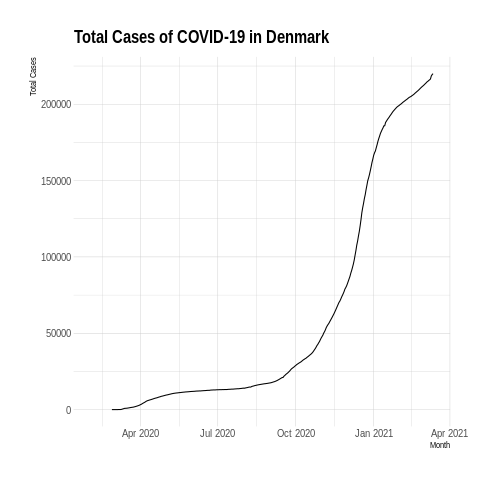 Total Cases of COVID-19 in Denmark
Total Cases
200000
150000
100000
50000
0
Apr 2020 Jul 2020 Oct 2020 Jan 2021 Apr 2021
Month